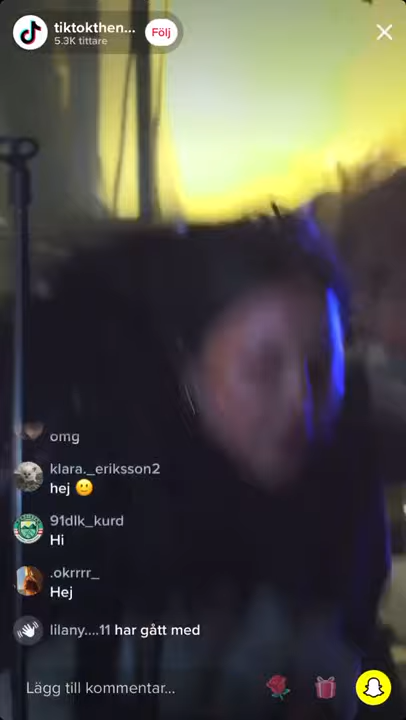 tiktokthen...
5.3K tittare
Följ
omg
klara._eriksson2
hej 🙂
91dlk_kurd
Hi
.okrrrr_
Hej
lilany....11 har gått med
Lägg till kommentar...